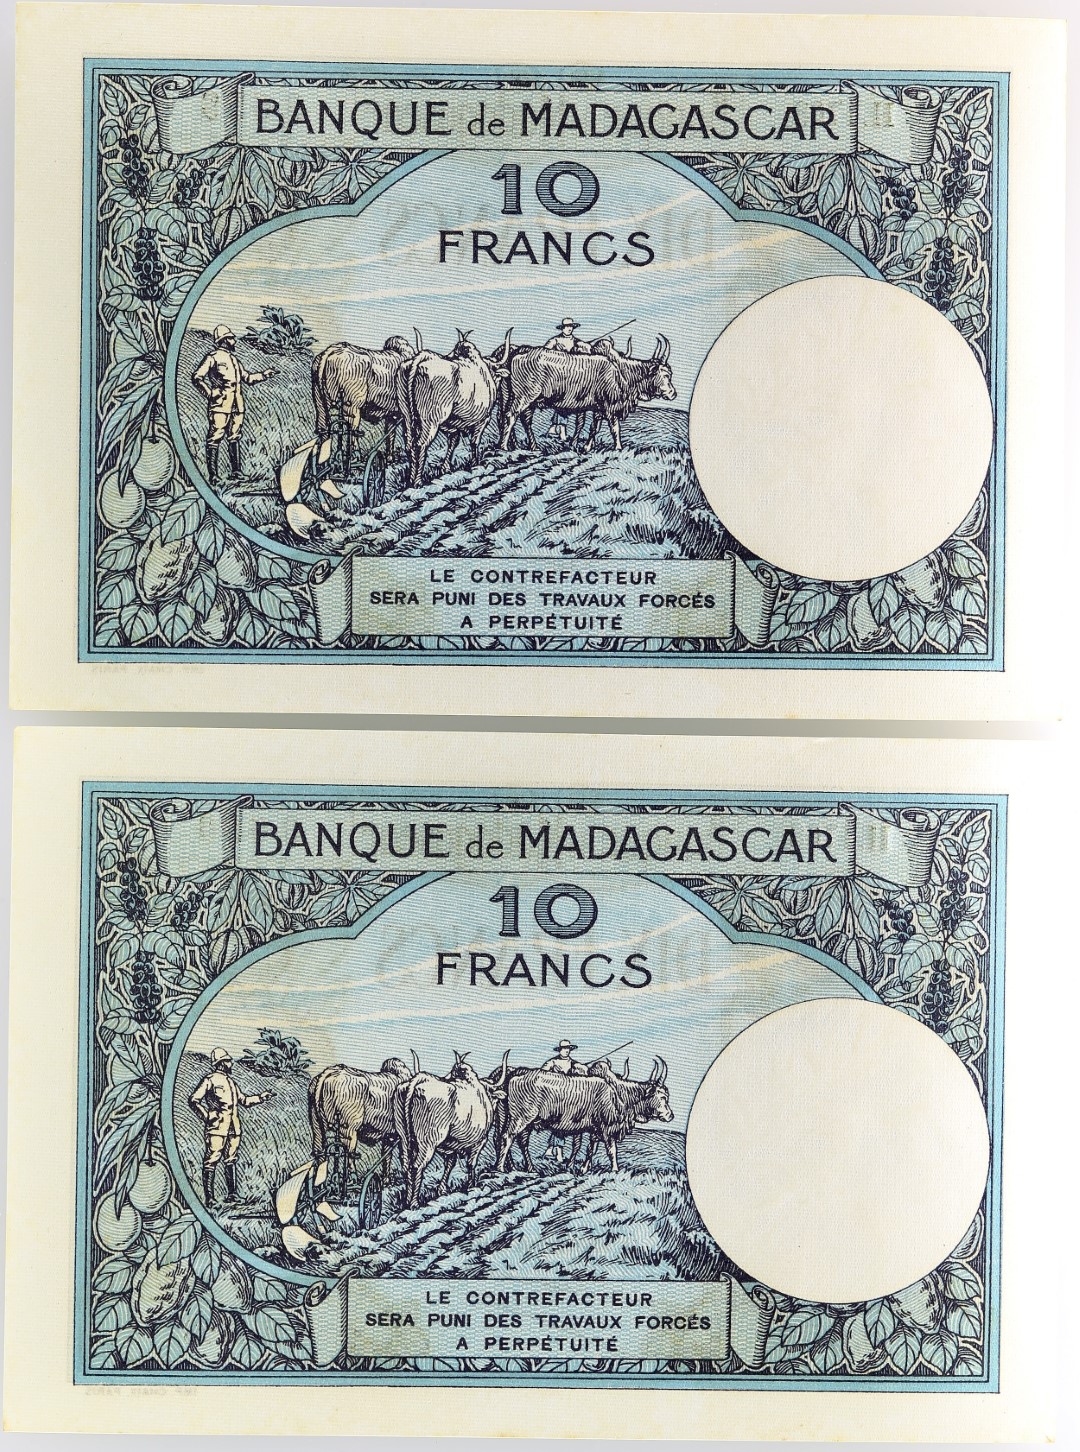 BANQUE de MADAGASCAR
10
FRANCS
LE CONTREFACTEUR
SERA PUNI DES TRAVAUX FORCÉS
A PERPÉTUITÉ
BANQUE de MADAGASCAR
10
FRANCS
LE CONTREFACTEUR
SERA PUNI DES TRAVAUX FORCÉS
A PERPÉTUITÉ